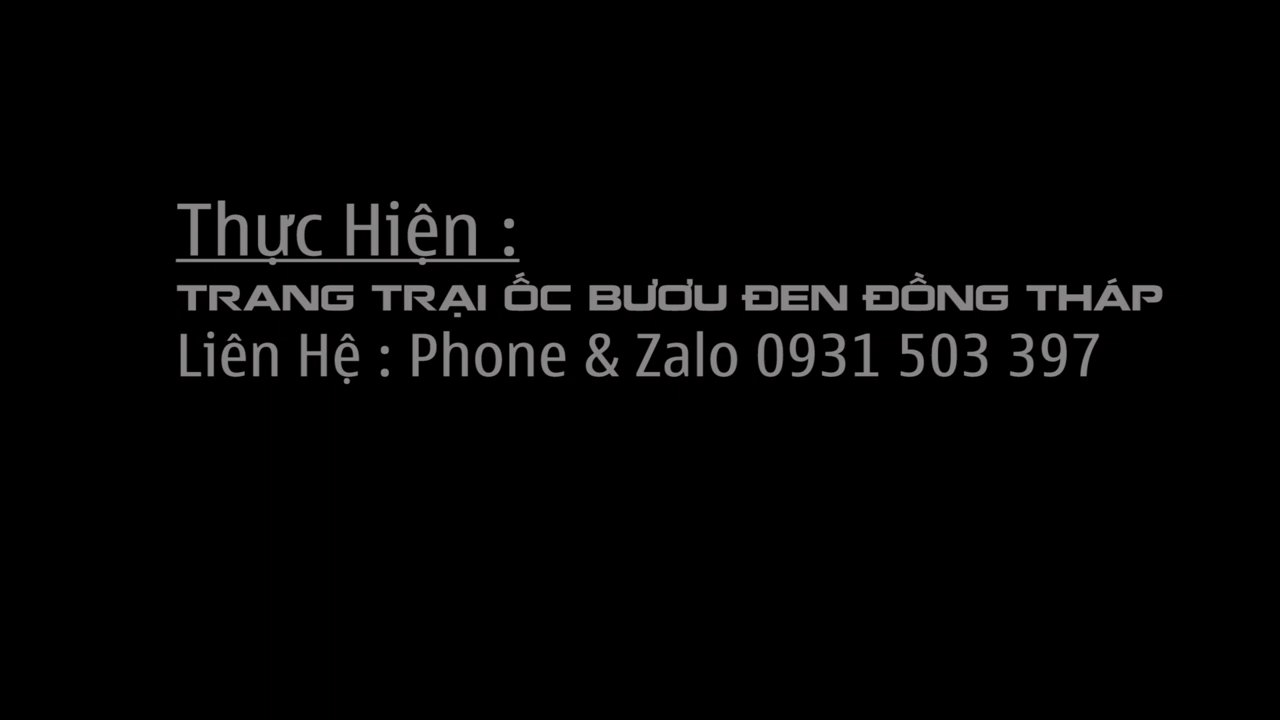 Thực Hiện :
TRANG TRẠI ỐC BƯƠU ĐEN ĐỒNG THÁP
Liên Hệ : Phone & Zalo 0931 503 397